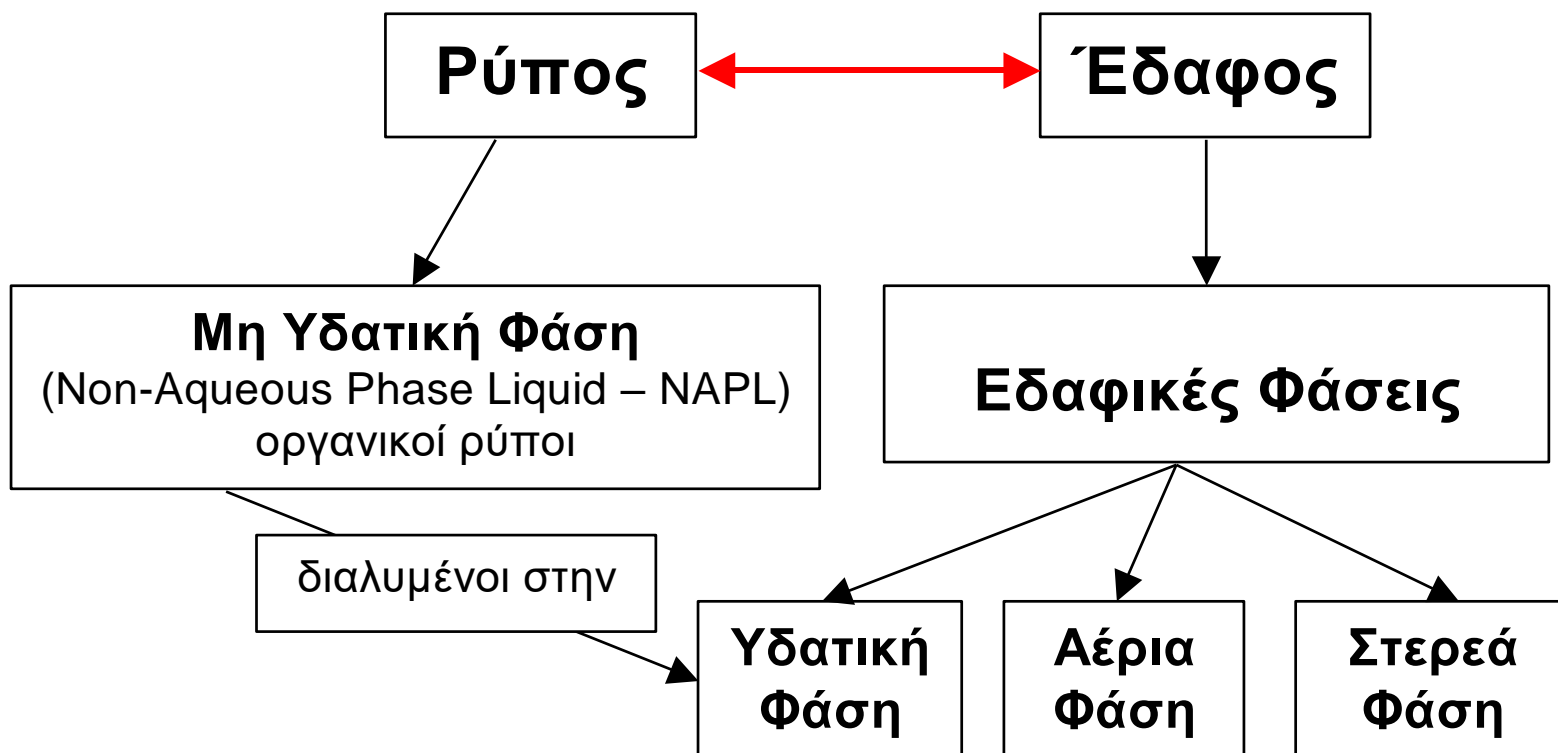 Ρύπος
Έδαφος
Μη Υδατική Φάση
(Non-Aqueous Phase Liquid – NAPL)
οργανικοί ρύποι
Εδαφικές Φάσεις
διαλυμένοι στην
Υδατική
Φάση
Αέρια
Φάση
Στερεά
Φάση